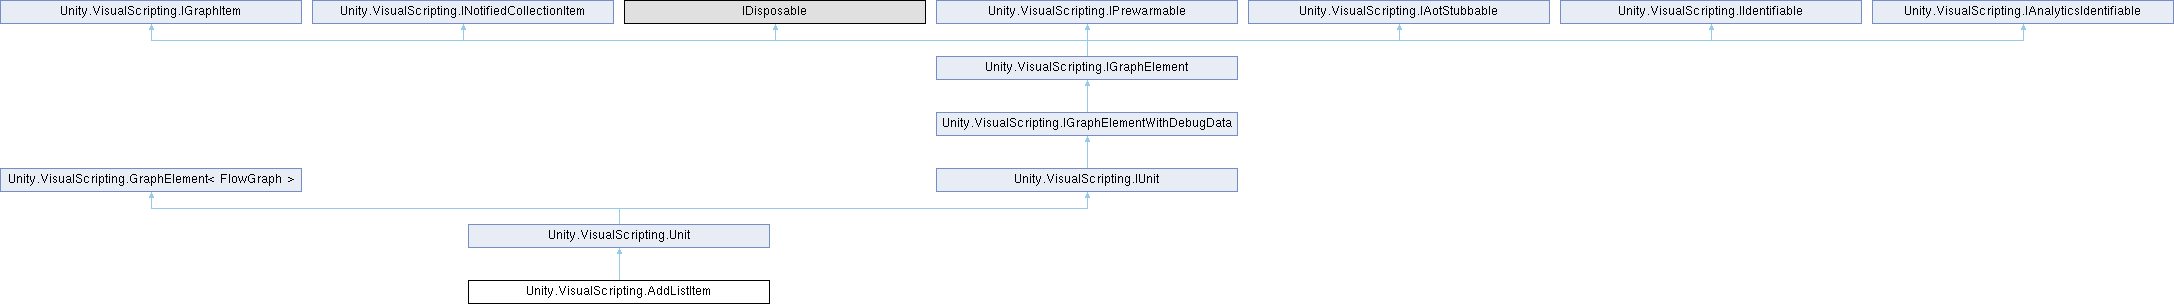 Unity.VisualScripting.IGraphItem
Unity.VisualScripting.INotifiedCollectionItem
IDisposable
Unity.VisualScripting.IPrewarmable
Unity.VisualScripting.IAotStubbable
Unity.VisualScripting.IIdentifiable
Unity.VisualScripting.IAnalyticsIdentifiable
Unity.VisualScripting.IGraphElement
Unity.VisualScripting.IGraphElementWithDebugData
Unity.VisualScripting.GraphElement< FlowGraph >
Unity.VisualScripting.IUnit
Unity.VisualScripting.Unit
Unity.VisualScripting.AddListItem